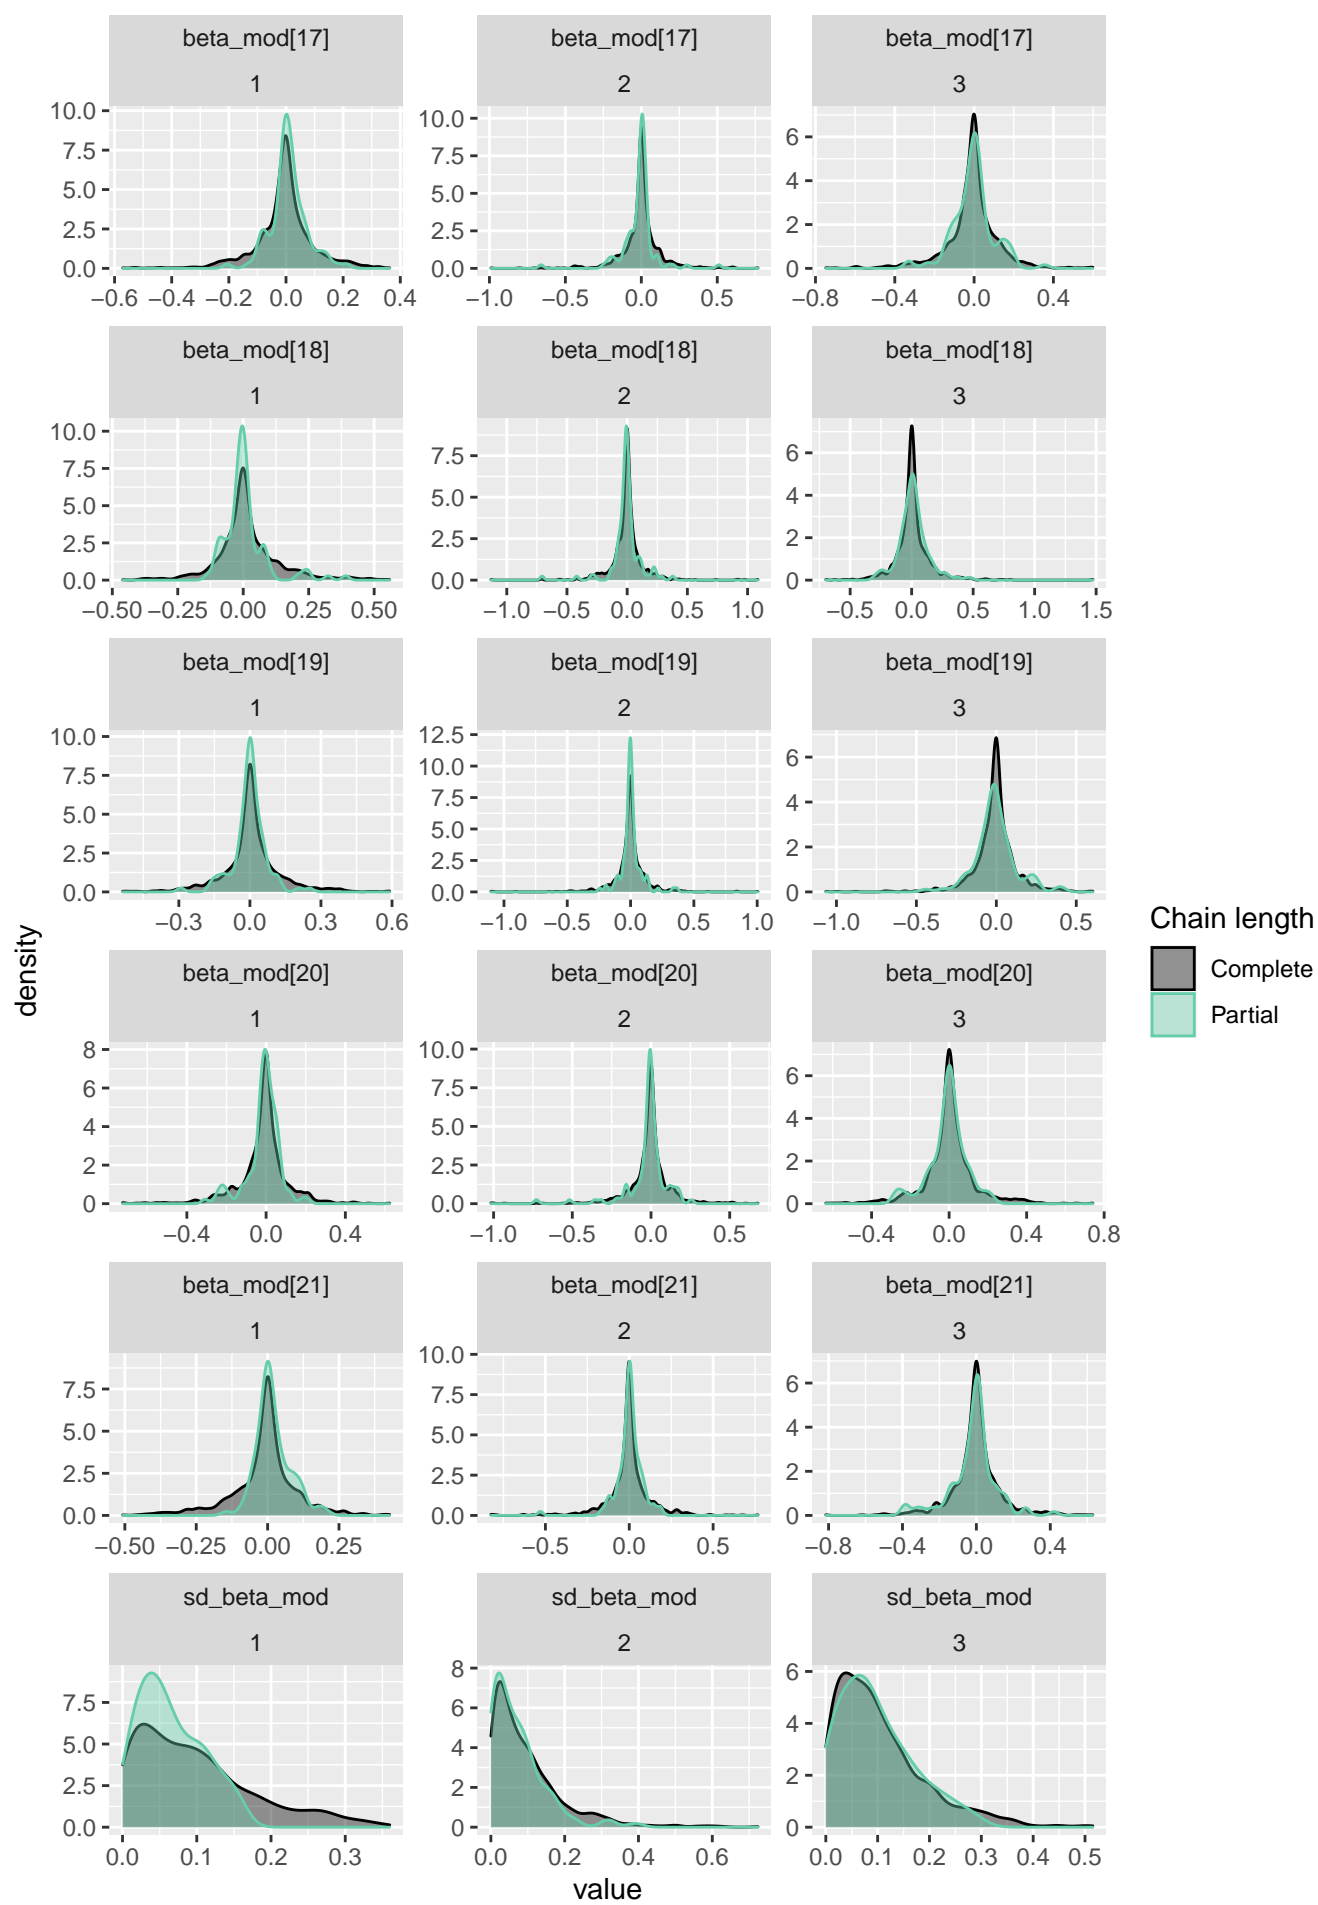 beta_mod[17] beta_mod[17] beta_mod[17]
1 2 3
10.0 7.5 5.0 2.5 0.0
10.0 7.5 5.0 2.5 0.0
6 4 2 0
−0.6 −0.4 −0.2 0.0 0.2 0.4
−1.0 −0.5 0.0 0.5
−0.8 −0.4 0.0 0.4
beta_mod[18] beta_mod[18] beta_mod[18]
1 2 3
10.0 7.5 5.0 2.5 0.0
7.5 5.0 2.5 0.0
6 4 2 0
−0.50 −0.25 0.00 0.25 0.50
−1.0 −0.5 0.0 0.5 1.0
−0.5 0.0 0.5 1.0 1.5
beta_mod[19] beta_mod[19] beta_mod[19]
1 2 3
10.0 7.5 5.0 2.5 0.0
12.5 10.0 7.5 5.0 2.5 0.0
6 4 2 0
−0.3 0.0 0.3 0.6
−1.0 −0.5 0.0 0.5 1.0
−1.0 −0.5 0.0 0.5
beta_mod[20] beta_mod[20] beta_mod[20]
1 2 3
8 6 4 2 0
10.0 7.5 5.0 2.5 0.0
6 4 2 0
−0.4 0.0 0.4
−1.0 −0.5 0.0 0.5
−0.4 0.0 0.4 0.8
beta_mod[21] beta_mod[21] beta_mod[21]
1 2 3
7.5 5.0 2.5 0.0
10.0 7.5 5.0 2.5 0.0
6 4 2 0
−0.50 −0.25 0.00 0.25
−0.5 0.0 0.5
−0.8 −0.4 0.0 0.4
sd_beta_mod sd_beta_mod sd_beta_mod
1 2 3
7.5 5.0 2.5 0.0
8 6 4 2 0
6 4 2 0
0.0 0.1 0.2 0.3
0.0 0.2 0.4 0.6
0.0 0.1 0.2 0.3 0.4 0.5
value
density
Chain length
Complete
Partial